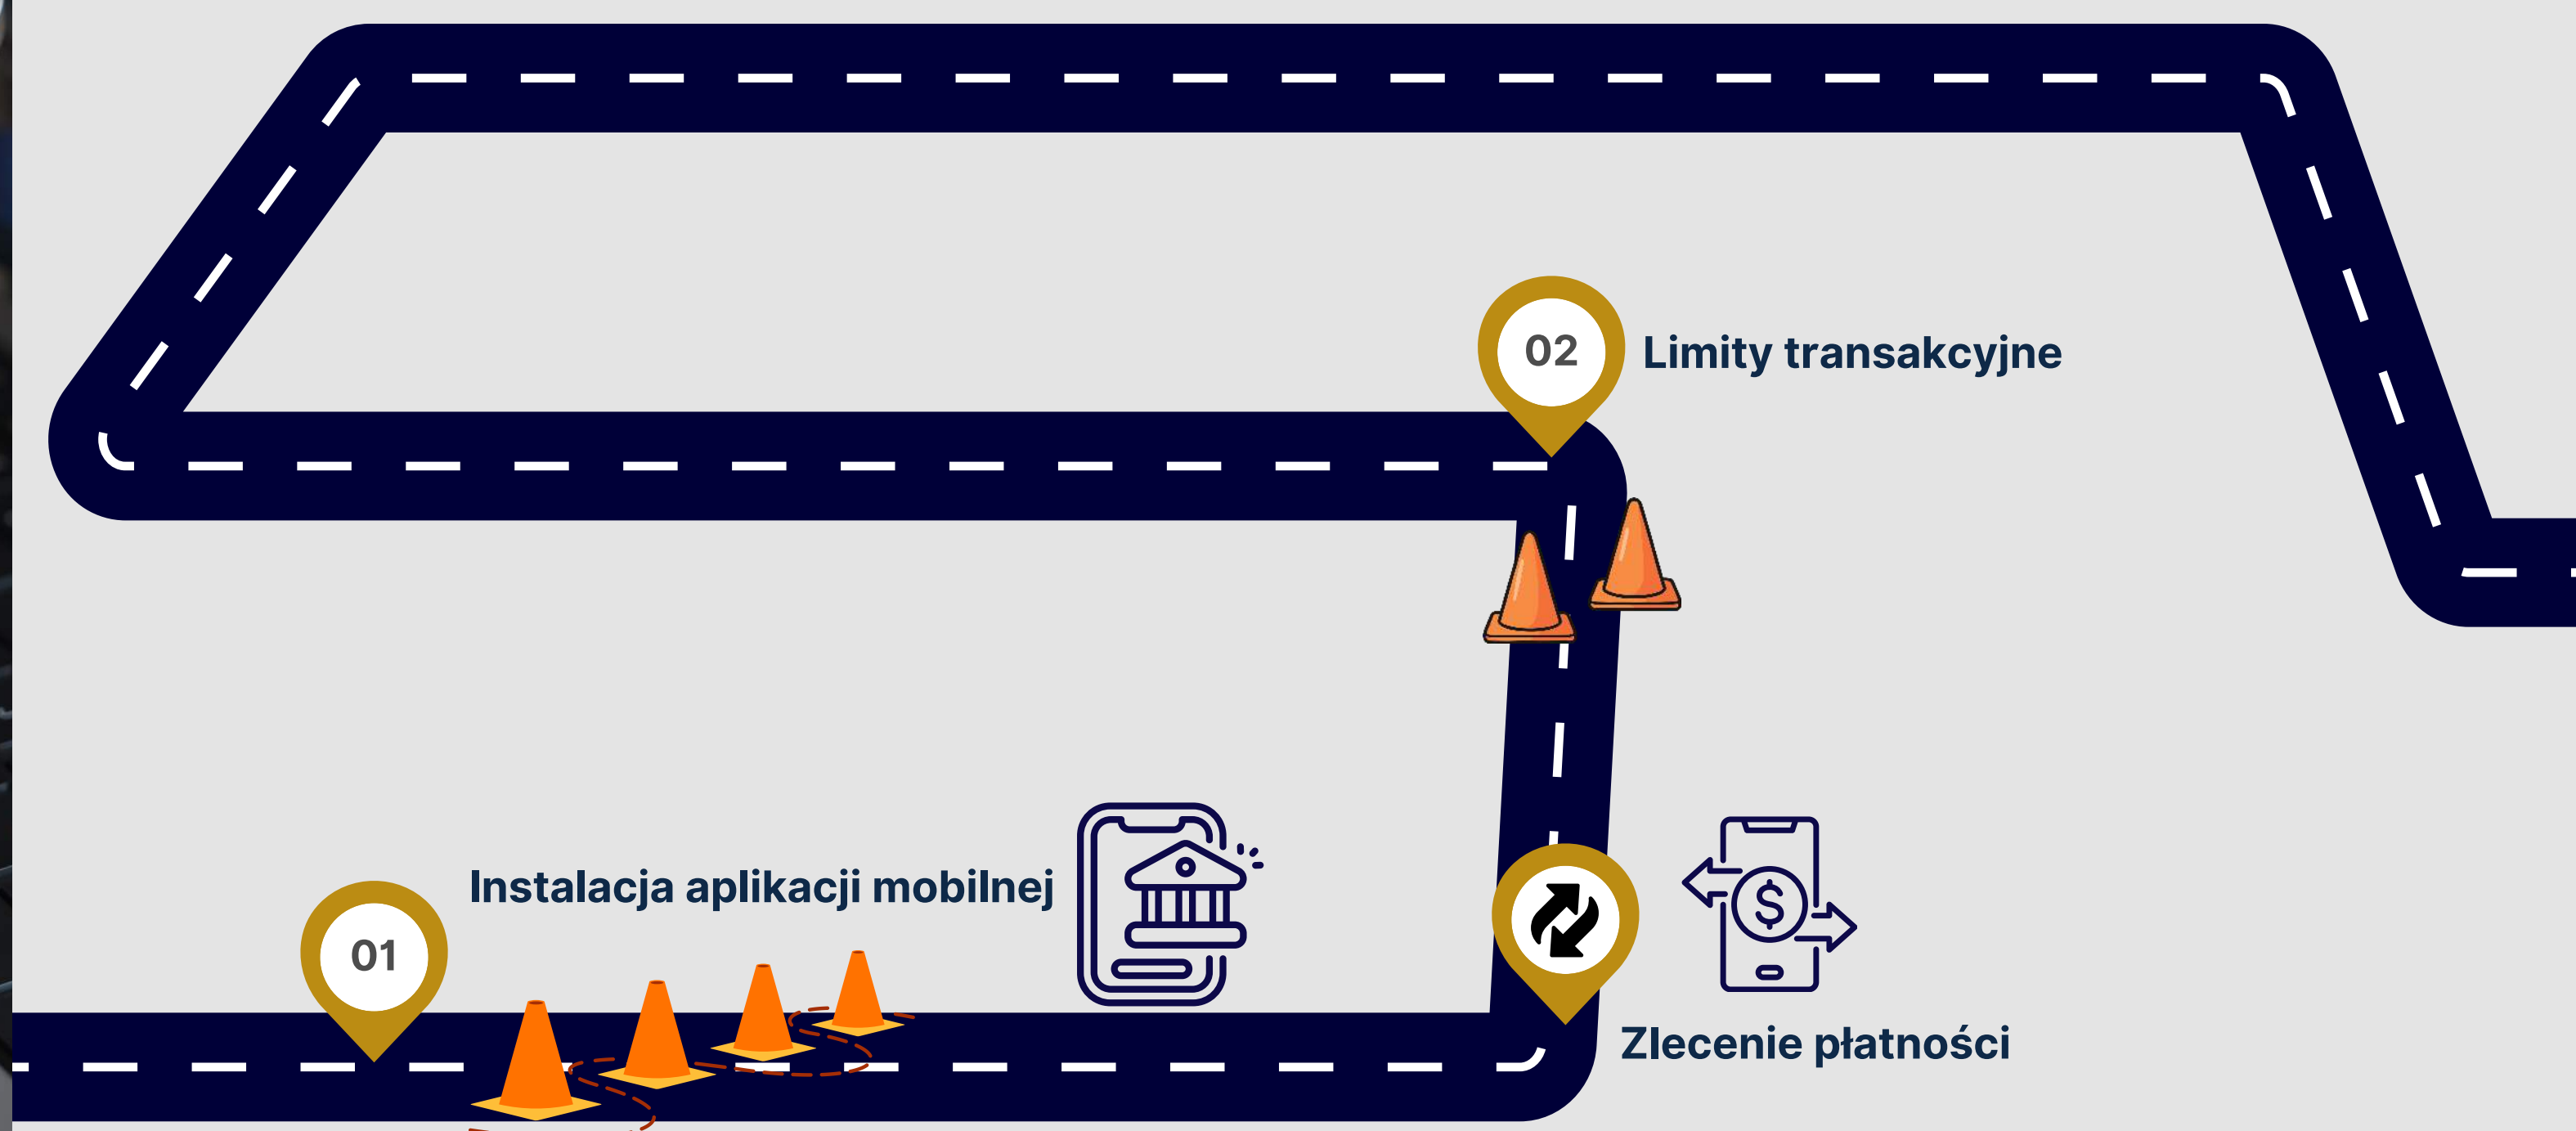 02
Limity transakcyjne
Instalacja aplikacji mobilnej
01
$
Zlecenie płatności